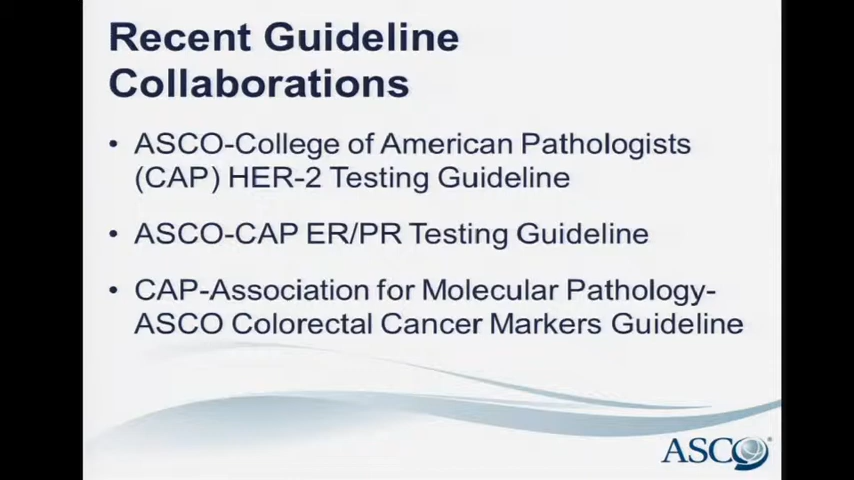 Recent Guideline
Collaborations
• ASCO-College of American Pathologists
(CAP) HER-2 Testing Guideline
• ASCO-CAP ER/PR Testing Guideline
• CAP-Association for Molecular Pathology-
ASCO Colorectal Cancer Markers Guideline
ASCO